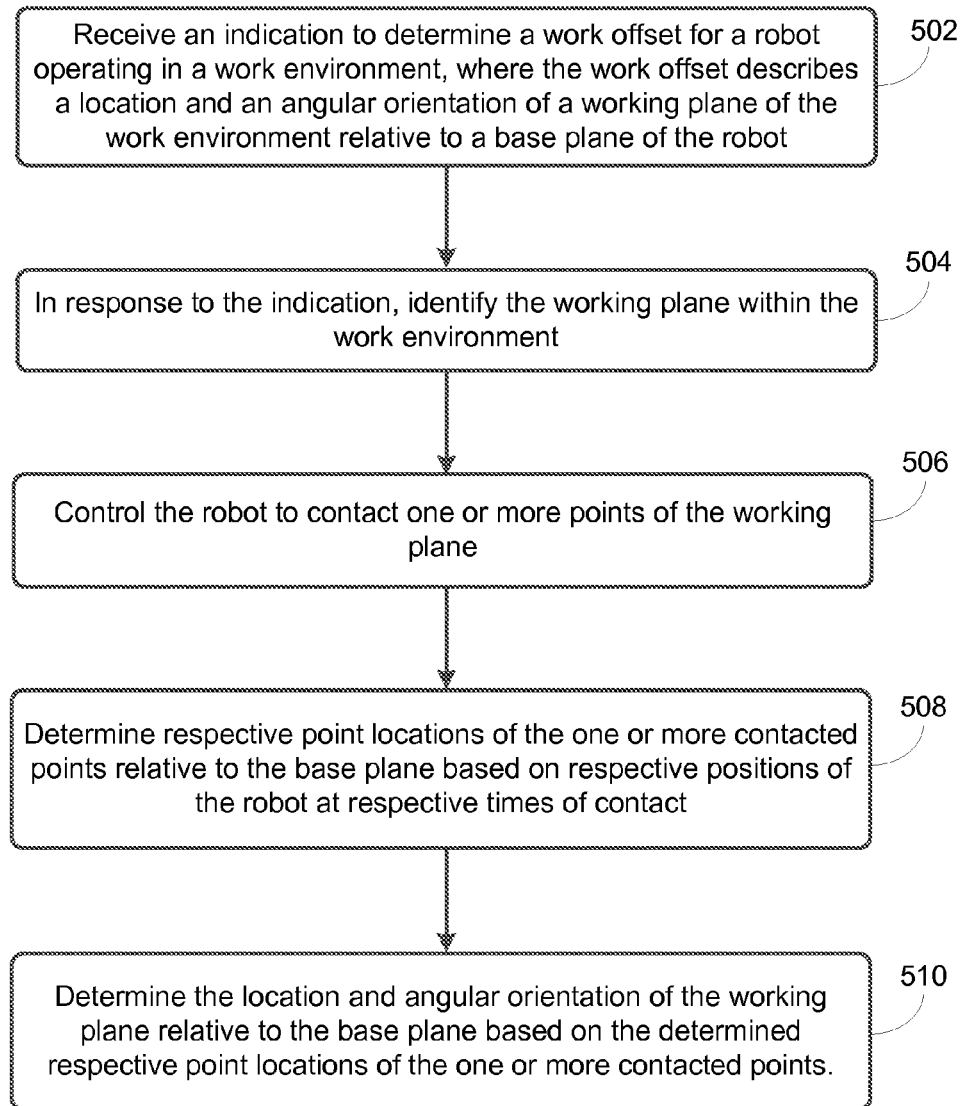 Receive an indication to determine a work offset for a robot
operating in a work environment, where the work offset describes
a location and an angular orientation of a working plane of the
work environment relative to a base plane of the robot
502
In response to the indication, identify the working plane within the
work environment
504
Control the robot to contact one or more points of the working
plane
506
Determine respective point locations of the one or more contacted
points relative to the base plane based on respective positions of
the robot at respective times of contact
508
Determine the location and angular orientation of the working
plane relative to the base plane based on the determined
respective point locations of the one or more contacted points.
510